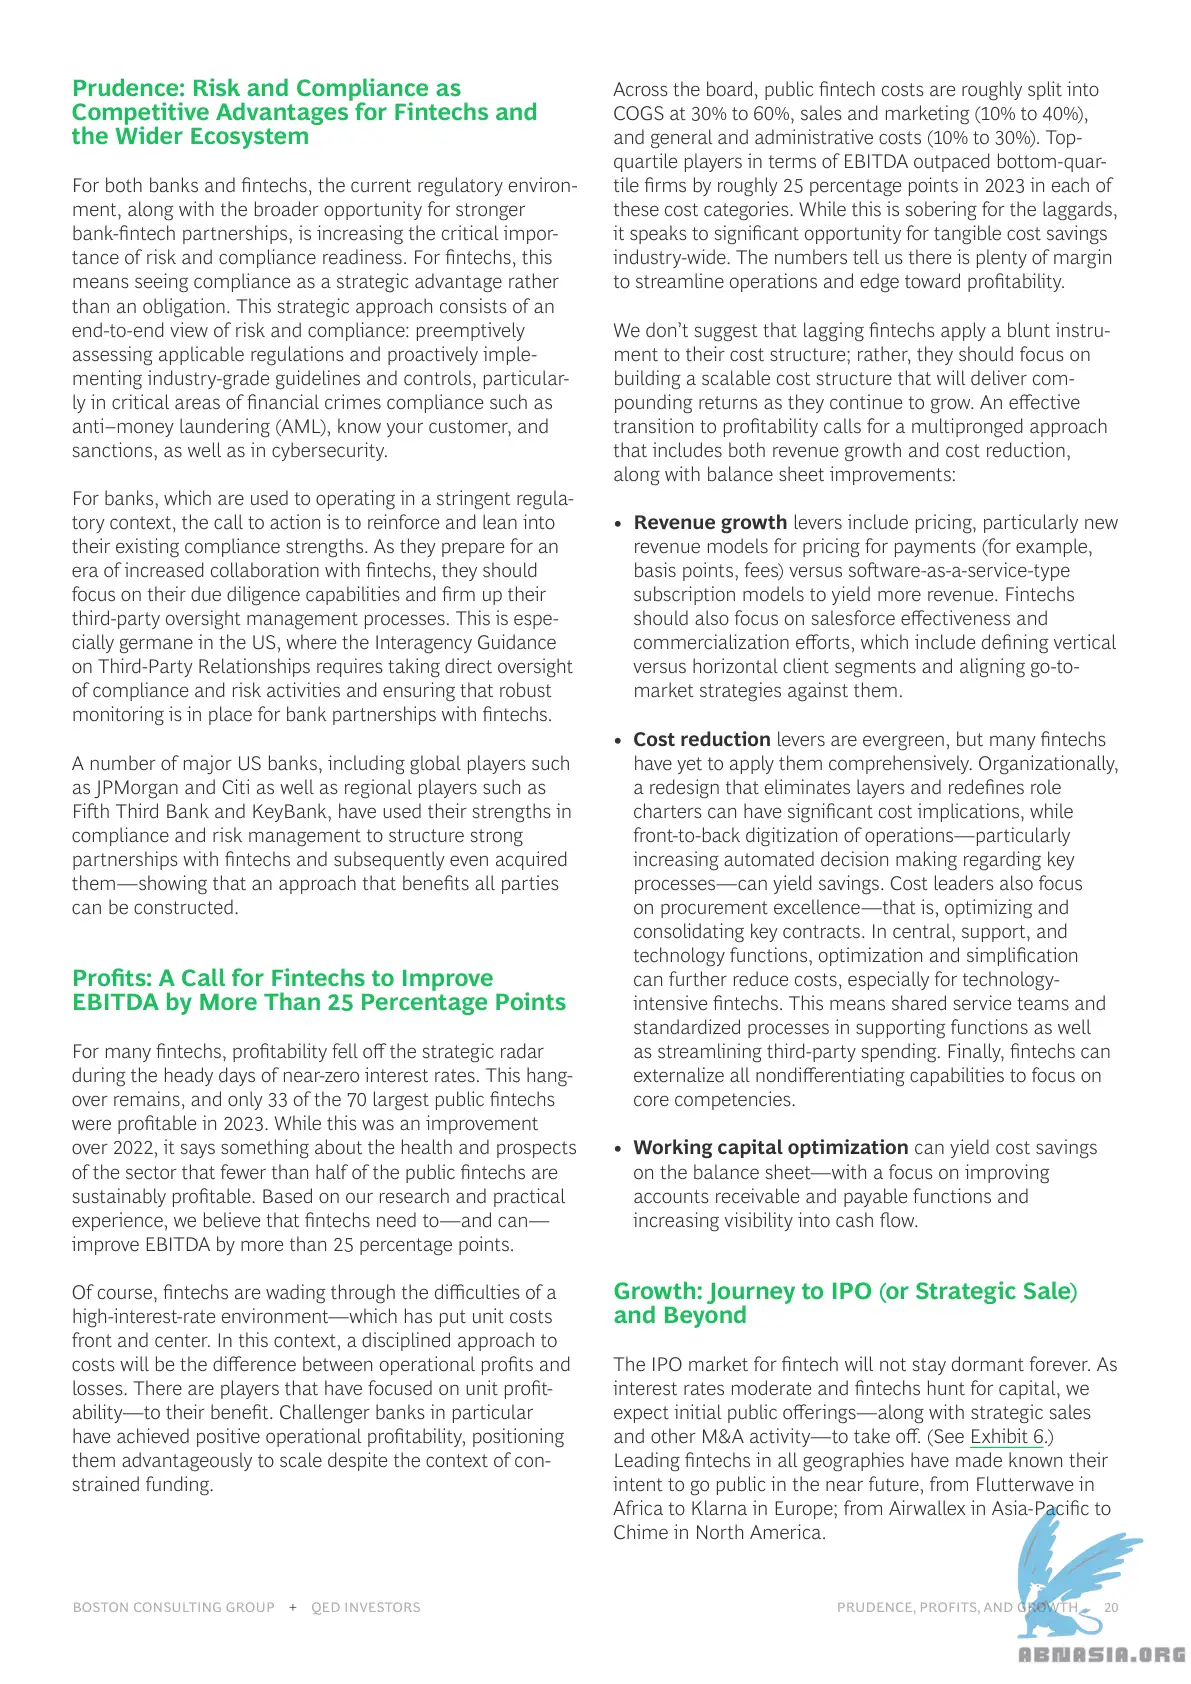 Prudence: Risk and Compliance as
Competitive Advantages for Fintechs and
the Wider Ecosystem
For both banks and fintechs, the current regulatory environ-
ment, along with the broader opportunity for stronger
bank-fintech partnerships, is increasing the critical impor-
tance of risk and compliance readiness. For fintechs, this
means seeing compliance as a strategic advantage rather
than an obligation. This strategic approach consists of an
end-to-end view of risk and compliance: preemptively
assessing applicable regulations and proactively imple-
menting industry-grade guidelines and controls, particular-
ly in critical areas of financial crimes compliance such as
anti–money laundering (AML), know your customer, and
sanctions, as well as in cybersecurity.
For banks, which are used to operating in a stringent regula-
tory context, the call to action is to reinforce and lean into
their existing compliance strengths. As they prepare for an
era of increased collaboration with fintechs, they should
focus on their due diligence capabilities and firm up their
third-party oversight management processes. This is espe-
cially germane in the US, where the Interagency Guidance
on Third-Party Relationships requires taking direct oversight
of compliance and risk activities and ensuring that robust
monitoring is in place for bank partnerships with fintechs.
A number of major US banks, including global players such
as JPMorgan and Citi as well as regional players such as
Fifth Third Bank and KeyBank, have used their strengths in
compliance and risk management to structure strong
partnerships with fintechs and subsequently even acquired
them—showing that an approach that benefits all parties
can be constructed.
Profits: A Call for Fintechs to Improve
EBITDA by More Than 25 Percentage Points
For many fintechs, profitability fell off the strategic radar
during the heady days of near-zero interest rates. This hang-
over remains, and only 33 of the 70 largest public fintechs
were profitable in 2023. While this was an improvement
over 2022, it says something about the health and prospects
of the sector that fewer than half of the public fintechs are
sustainably profitable. Based on our research and practical
experience, we believe that fintechs need to—and can—
improve EBITDA by more than 25 percentage points.
Of course, fintechs are wading through the difficulties of a
high-interest-rate environment—which has put unit costs
front and center. In this context, a disciplined approach to
costs will be the difference between operational profits and
losses. There are players that have focused on unit profit-
ability—to their benefit. Challenger banks in particular
have achieved positive operational profitability, positioning
them advantageously to scale despite the context of con-
strained funding.
Across the board, public fintech costs are roughly split into
COGS at 30% to 60%, sales and marketing (10% to 40%),
and general and administrative costs (10% to 30%). Top-
quartile players in terms of EBITDA outpaced bottom-quar-
tile firms by roughly 25 percentage points in 2023 in each of
these cost categories. While this is sobering for the laggards,
it speaks to significant opportunity for tangible cost savings
industry-wide. The numbers tell us there is plenty of margin
to streamline operations and edge toward profitability.
We don’t suggest that lagging fintechs apply a blunt instru-
ment to their cost structure; rather, they should focus on
building a scalable cost structure that will deliver com-
pounding returns as they continue to grow. An effective
transition to profitability calls for a multipronged approach
that includes both revenue growth and cost reduction,
along with balance sheet improvements:
• Revenue growth levers include pricing, particularly new
revenue models for pricing for payments (for example,
basis points, fees) versus software-as-a-service-type
subscription models to yield more revenue. Fintechs
should also focus on salesforce effectiveness and
commercialization efforts, which include defining vertical
versus horizontal client segments and aligning go-to-
market strategies against them.
• Cost reduction levers are evergreen, but many fintechs
have yet to apply them comprehensively. Organizationally,
a redesign that eliminates layers and redefines role
charters can have significant cost implications, while
front-to-back digitization of operations—particularly
increasing automated decision making regarding key
processes—can yield savings. Cost leaders also focus
on procurement excellence—that is, optimizing and
consolidating key contracts. In central, support, and
technology functions, optimization and simplification
can further reduce costs, especially for technology-
intensive fintechs. This means shared service teams and
standardized processes in supporting functions as well
as streamlining third-party spending. Finally, fintechs can
externalize all nondifferentiating capabilities to focus on
core competencies.
• Working capital optimization can yield cost savings
on the balance sheet—with a focus on improving
accounts receivable and payable functions and
increasing visibility into cash flow.
Growth: Journey to IPO (or Strategic Sale)
and Beyond
The IPO market for fintech will not stay dormant forever. As
interest rates moderate and fintechs hunt for capital, we
expect initial public offerings—along with strategic sales
and other M&A activity—to take off. (See Exhibit 6.)
Leading fintechs in all geographies have made known their
intent to go public in the near future, from Flutterwave in
Africa to Klarna in Europe; from Airwallex in Asia-Pacific to
Chime in North America.
BOSTON CONSULTING GROUP + QED INVESTORS
PRUDENCE, PROFITS, AND GROWTH 20
ABNASIA.ORG